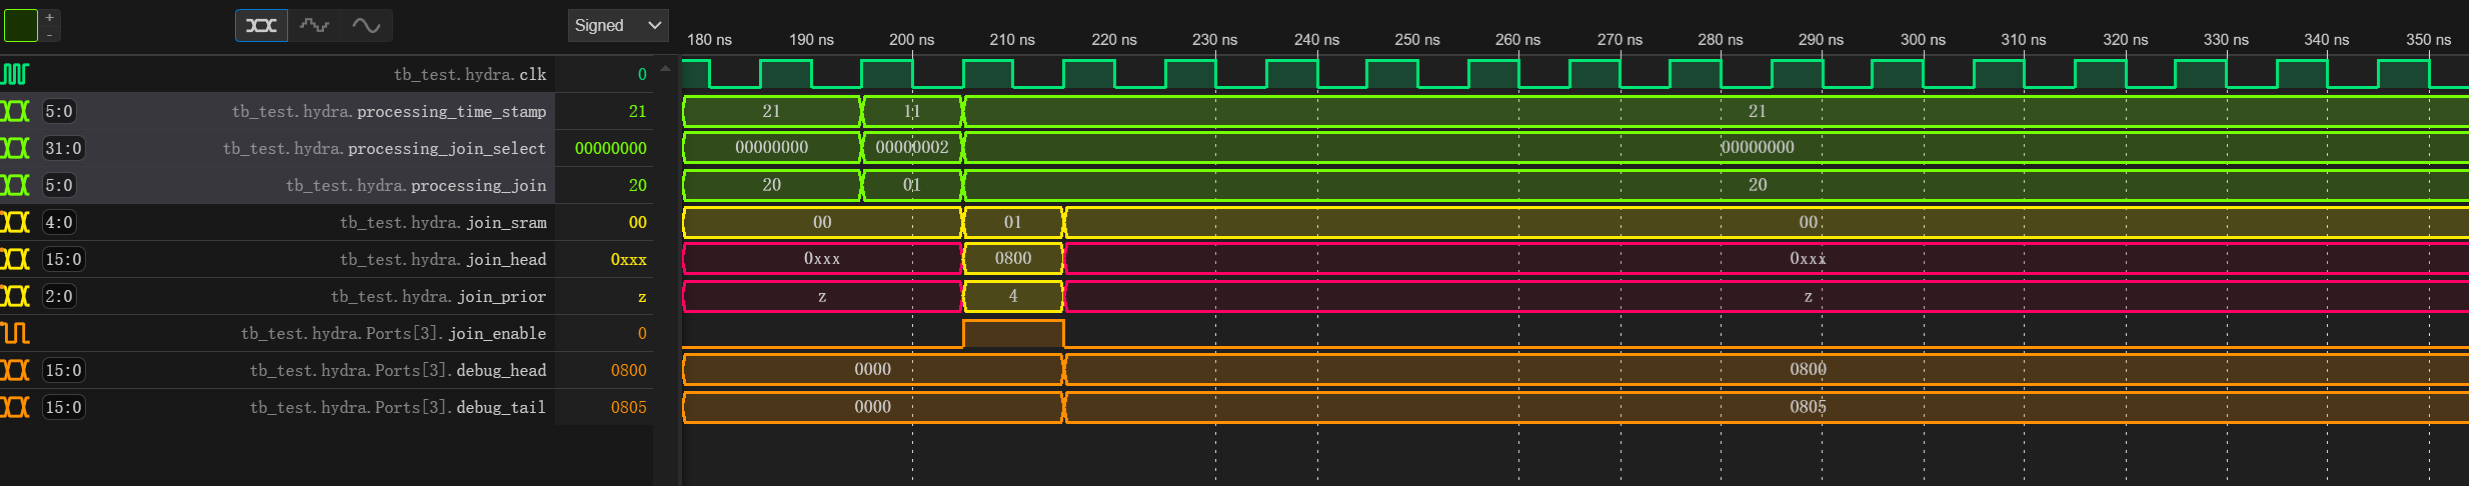 +
-
Signed
180 ns 190 ns 200 ns 210 ns 220 ns 230 ns 240 ns 250 ns 260 ns 270 ns 280 ns 290 ns 300 ns 310 ns 320 ns 330 ns 340 ns 350 ns
tb_test.hydra.clk 0
5:0 tb_test.hydra.processing_time_stamp 21 21 11 21
31:0 tb_test.hydra.processing_join_select 00000000 00000000 00000002 00000000
5:0 tb_test.hydra.processing_join 20 20 01 20
4:0 tb_test.hydra.join_sram 00 00 01 00
15:0 tb_test.hydra.join_head 0xxx 0xxx 0800 0xxx
2:0 tb_test.hydra.join_prior z z 4 z
tb_test.hydra.Ports[3].join_enable 0
15:0 tb_test.hydra.Ports[3].debug_head 0800 0000 0800
15:0 tb_test.hydra.Ports[3].debug_tail 0805 0000 0805